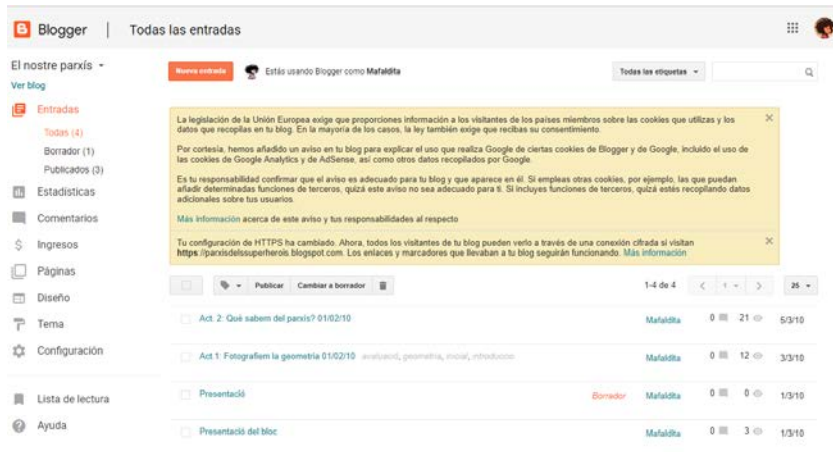 Blogger | Todas las entradas
El nostre parxís
Ver blog
Nueva entrada
Estás usando Blogger como Mafaldita
Todas las etiquetas
Entradas
Todas (4)
Borrador (1)
Publicados (3)
Estadísticas
Comentarios
Ingresos
Páginas
Diseño
Tema
Configuración
Lista de lectura
Ayuda
La legislación de la Unión Europea exige que proporciones información a los visitantes de los países miembros sobre las cookies que utilizas y los
datos que recopilas en tu blog. En la mayoría de los casos, la ley también exige que recibas su consentimiento.
Por cortesía, hemos añadido un aviso en tu blog para explicar el uso que realiza Google de ciertas cookies de Blogger y de Google, incluido el uso de
las cookies de Google Analytics y de AdSense, así como otros datos recopilados por Google.
Es tu responsabilidad confirmar que el aviso es adecuado para tu blog y que aparece en él. Si empleas otras cookies, por ejemplo, las que puedan
añadir determinadas funciones de terceros, quizá este aviso no sea adecuado para ti. Si incluyes funciones de terceros, quizá estés recopilando datos
adicionales sobre tus usuarios.
Más información acerca de este aviso y tus responsabilidades al respecto
Tu configuración de HTTPS ha cambiado. Ahora, todos los visitantes de tu blog pueden verlo a través de una conexión cifrada si visitan
https://parxisdelssuperherois.blogspot.com. Los enlaces y marcadores que llevaban a tu blog seguirán funcionando. Más información
Publicar Cambiar a borrador 1-4 de 4 1 25
Act. 2: Què sabem del parxís? 01/02/10 Mafaldita 0 21 5/3/10
Act 1: Fotografiem la geometria 01/02/10 avaluació, geometria, inicial, introducció Mafaldita 0 12 3/3/10
Presentació Borrador Mafaldita 0 0 1/3/10
Presentació del bloc Mafaldita 0 3 1/3/10